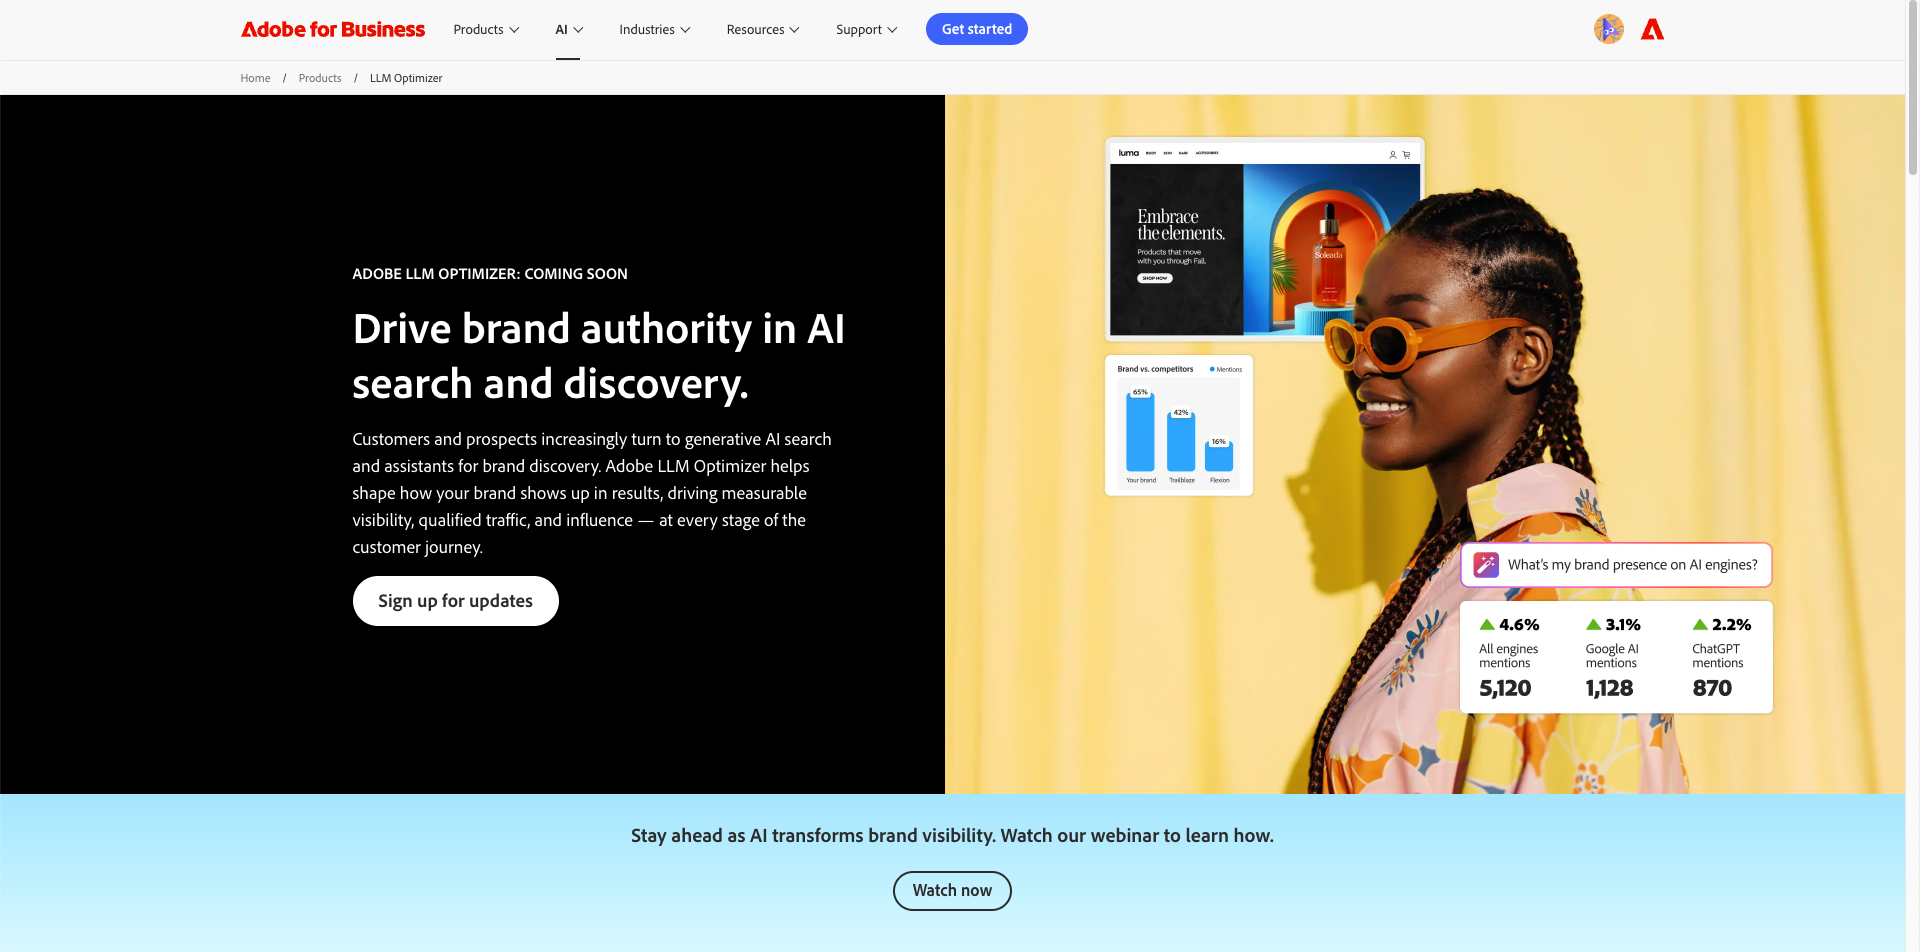 Adobe for Business
Products
AI
Industries
Resources
Support
Get started
Home / Products / LLM Optimizer
ADOBE LLM OPTIMIZER: COMING SOON
Drive brand authority in AI
search and discovery.
Customers and prospects increasingly turn to generative AI search
and assistants for brand discovery. Adobe LLM Optimizer helps
shape how your brand shows up in results, driving measurable
visibility, qualified traffic, and influence — at every stage of the
customer journey.
Sign up for updates
luma BODY SKIN HAIR ACCESSORIES
Embrace
the elements.
Products that move
with you through Fall.
SHOP NOW
Soleada
Brand vs. competitors
Mentions
65%
42%
16%
Your brand
Trailblaze
Flexion
What's my brand presence on AI engines?
4.6%
3.1%
2.2%
All engines
mentions
Google AI
mentions
ChatGPT
mentions
5,120
1,128
870
Stay ahead as AI transforms brand visibility. Watch our webinar to learn how.
Watch now